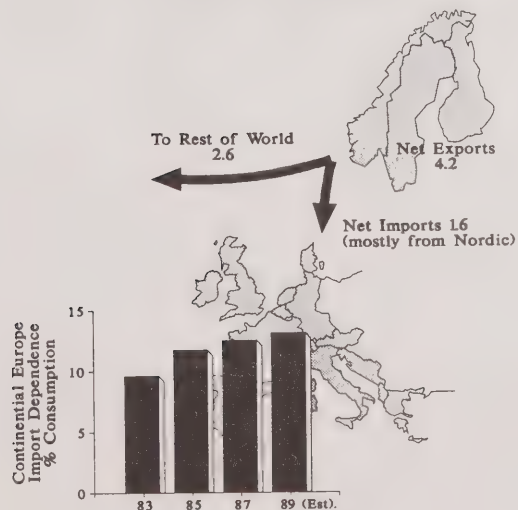 To Rest of World
2.6
Net Exports
4.2
Net Imports 1.6
(mostly from Nordic)
Continental Europe
Import Dependence
% Consumption
15
10
5
0
83 85 87 89 (Est).